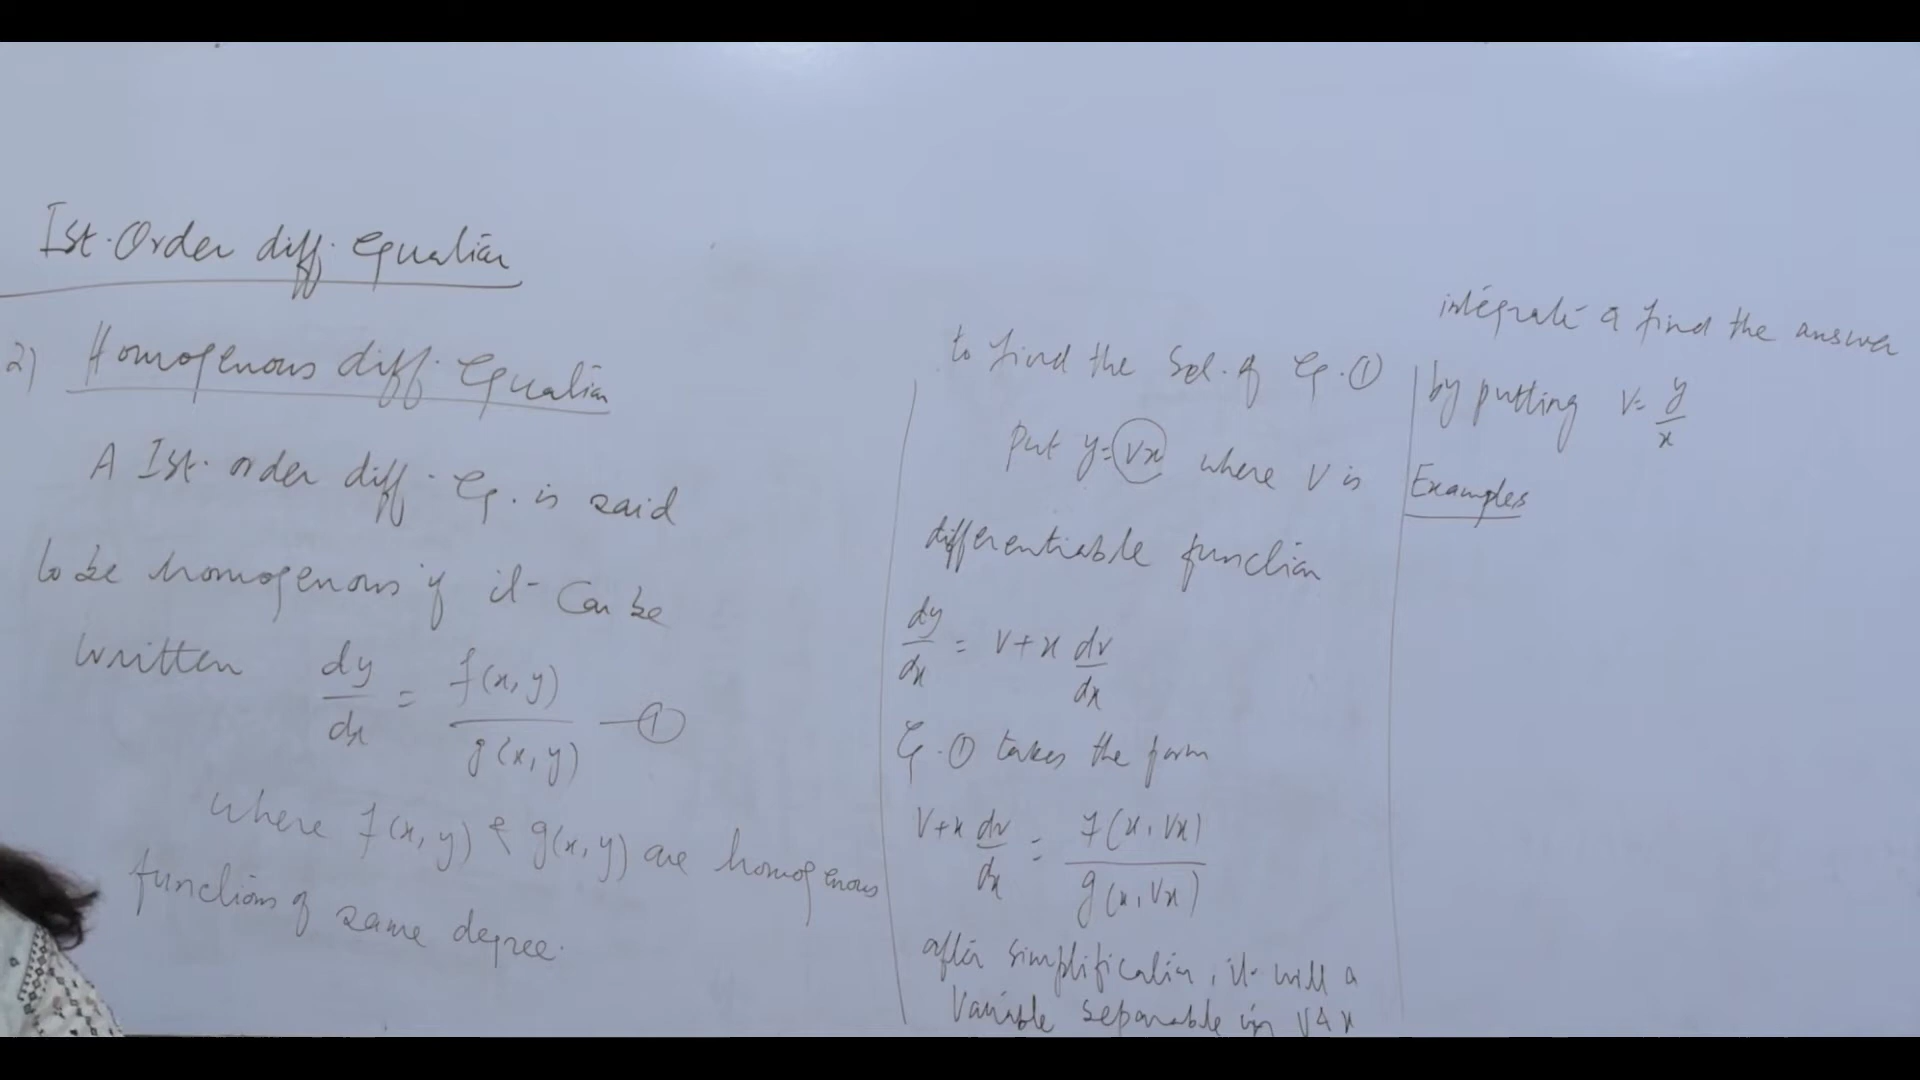 Ist. Order diff. equation
2) Homogenous diff. Equation
A Ist. order diff. Eq. is said
to be homogenous if it can be
written dy/dx = f(x, y)/g(x, y) — ①
where f(x, y) & g(x, y) are homogenous
functions of same degree.
to find the Sol. of Eq. ①
put y = vx where v is
differentiable function
dy/dx = v + x dv/dx
Eq. ① takes the form
v + x dv/dx = f(x, vx)/g(x, vx)
after simplification, it will a
variable separable in v & x
integrate & find the answer
by putting v = y/x
Examples